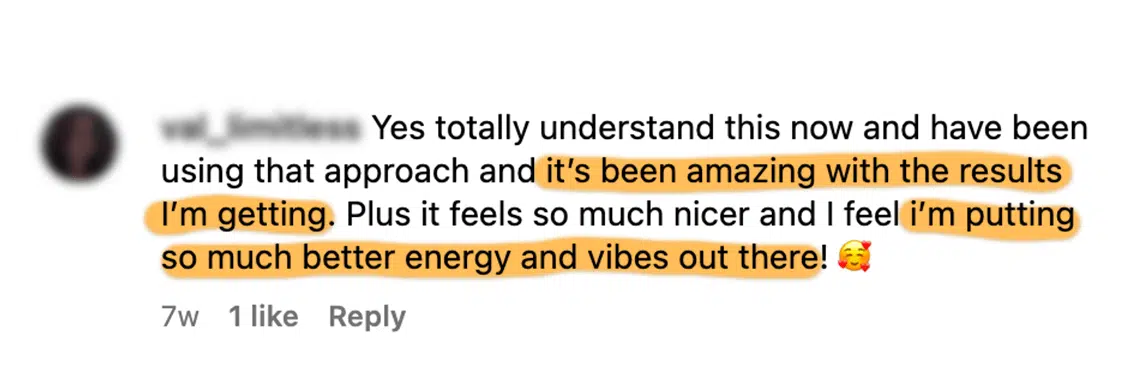 Yes totally understand this now and have been
using that approach and it’s been amazing with the results
I’m getting. Plus it feels so much nicer and I feel i’m putting
so much better energy and vibes out there! 🥰
7w 1 like Reply